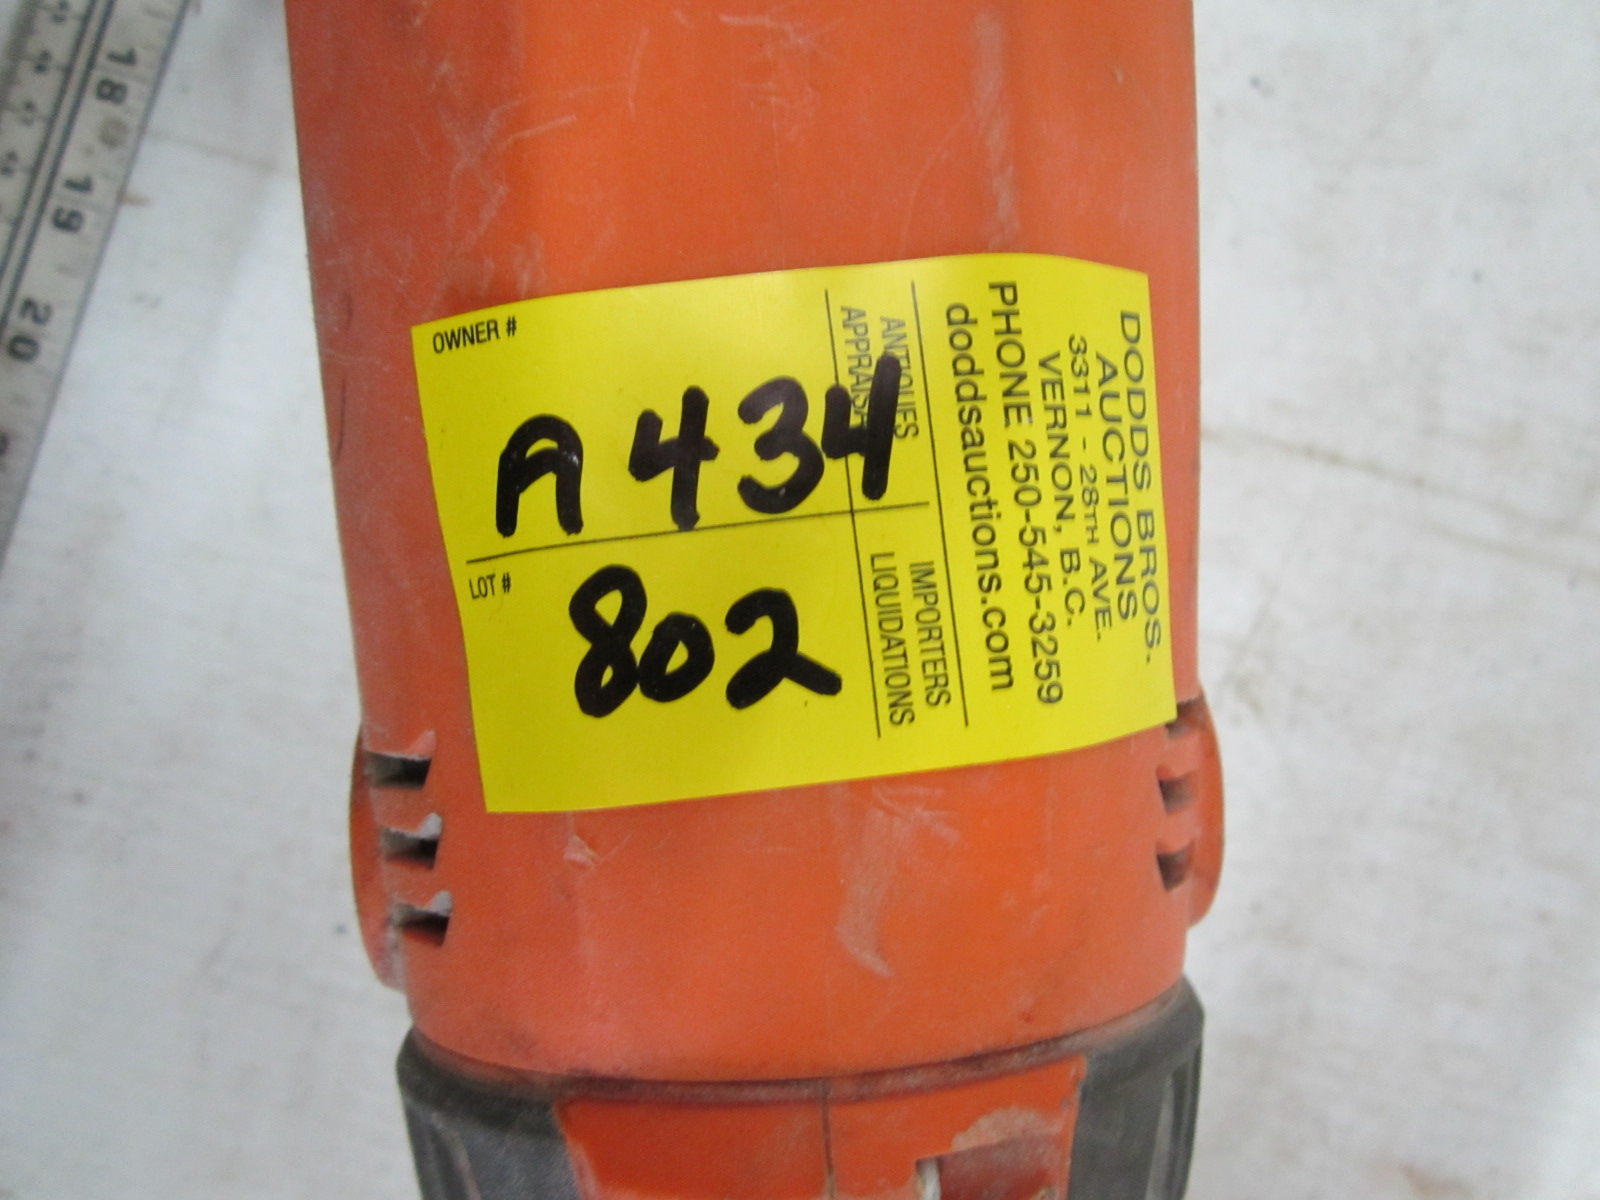 DODDS BROS.
AUCTIONS
3311 - 28TH AVE.
VERNON, B.C.
PHONE 250-545-3259
doddsauctions.com
ANTIQUES
IMPORTERS
LIQUIDATIONS
OWNER #
A434
LOT #
802
18
19
20